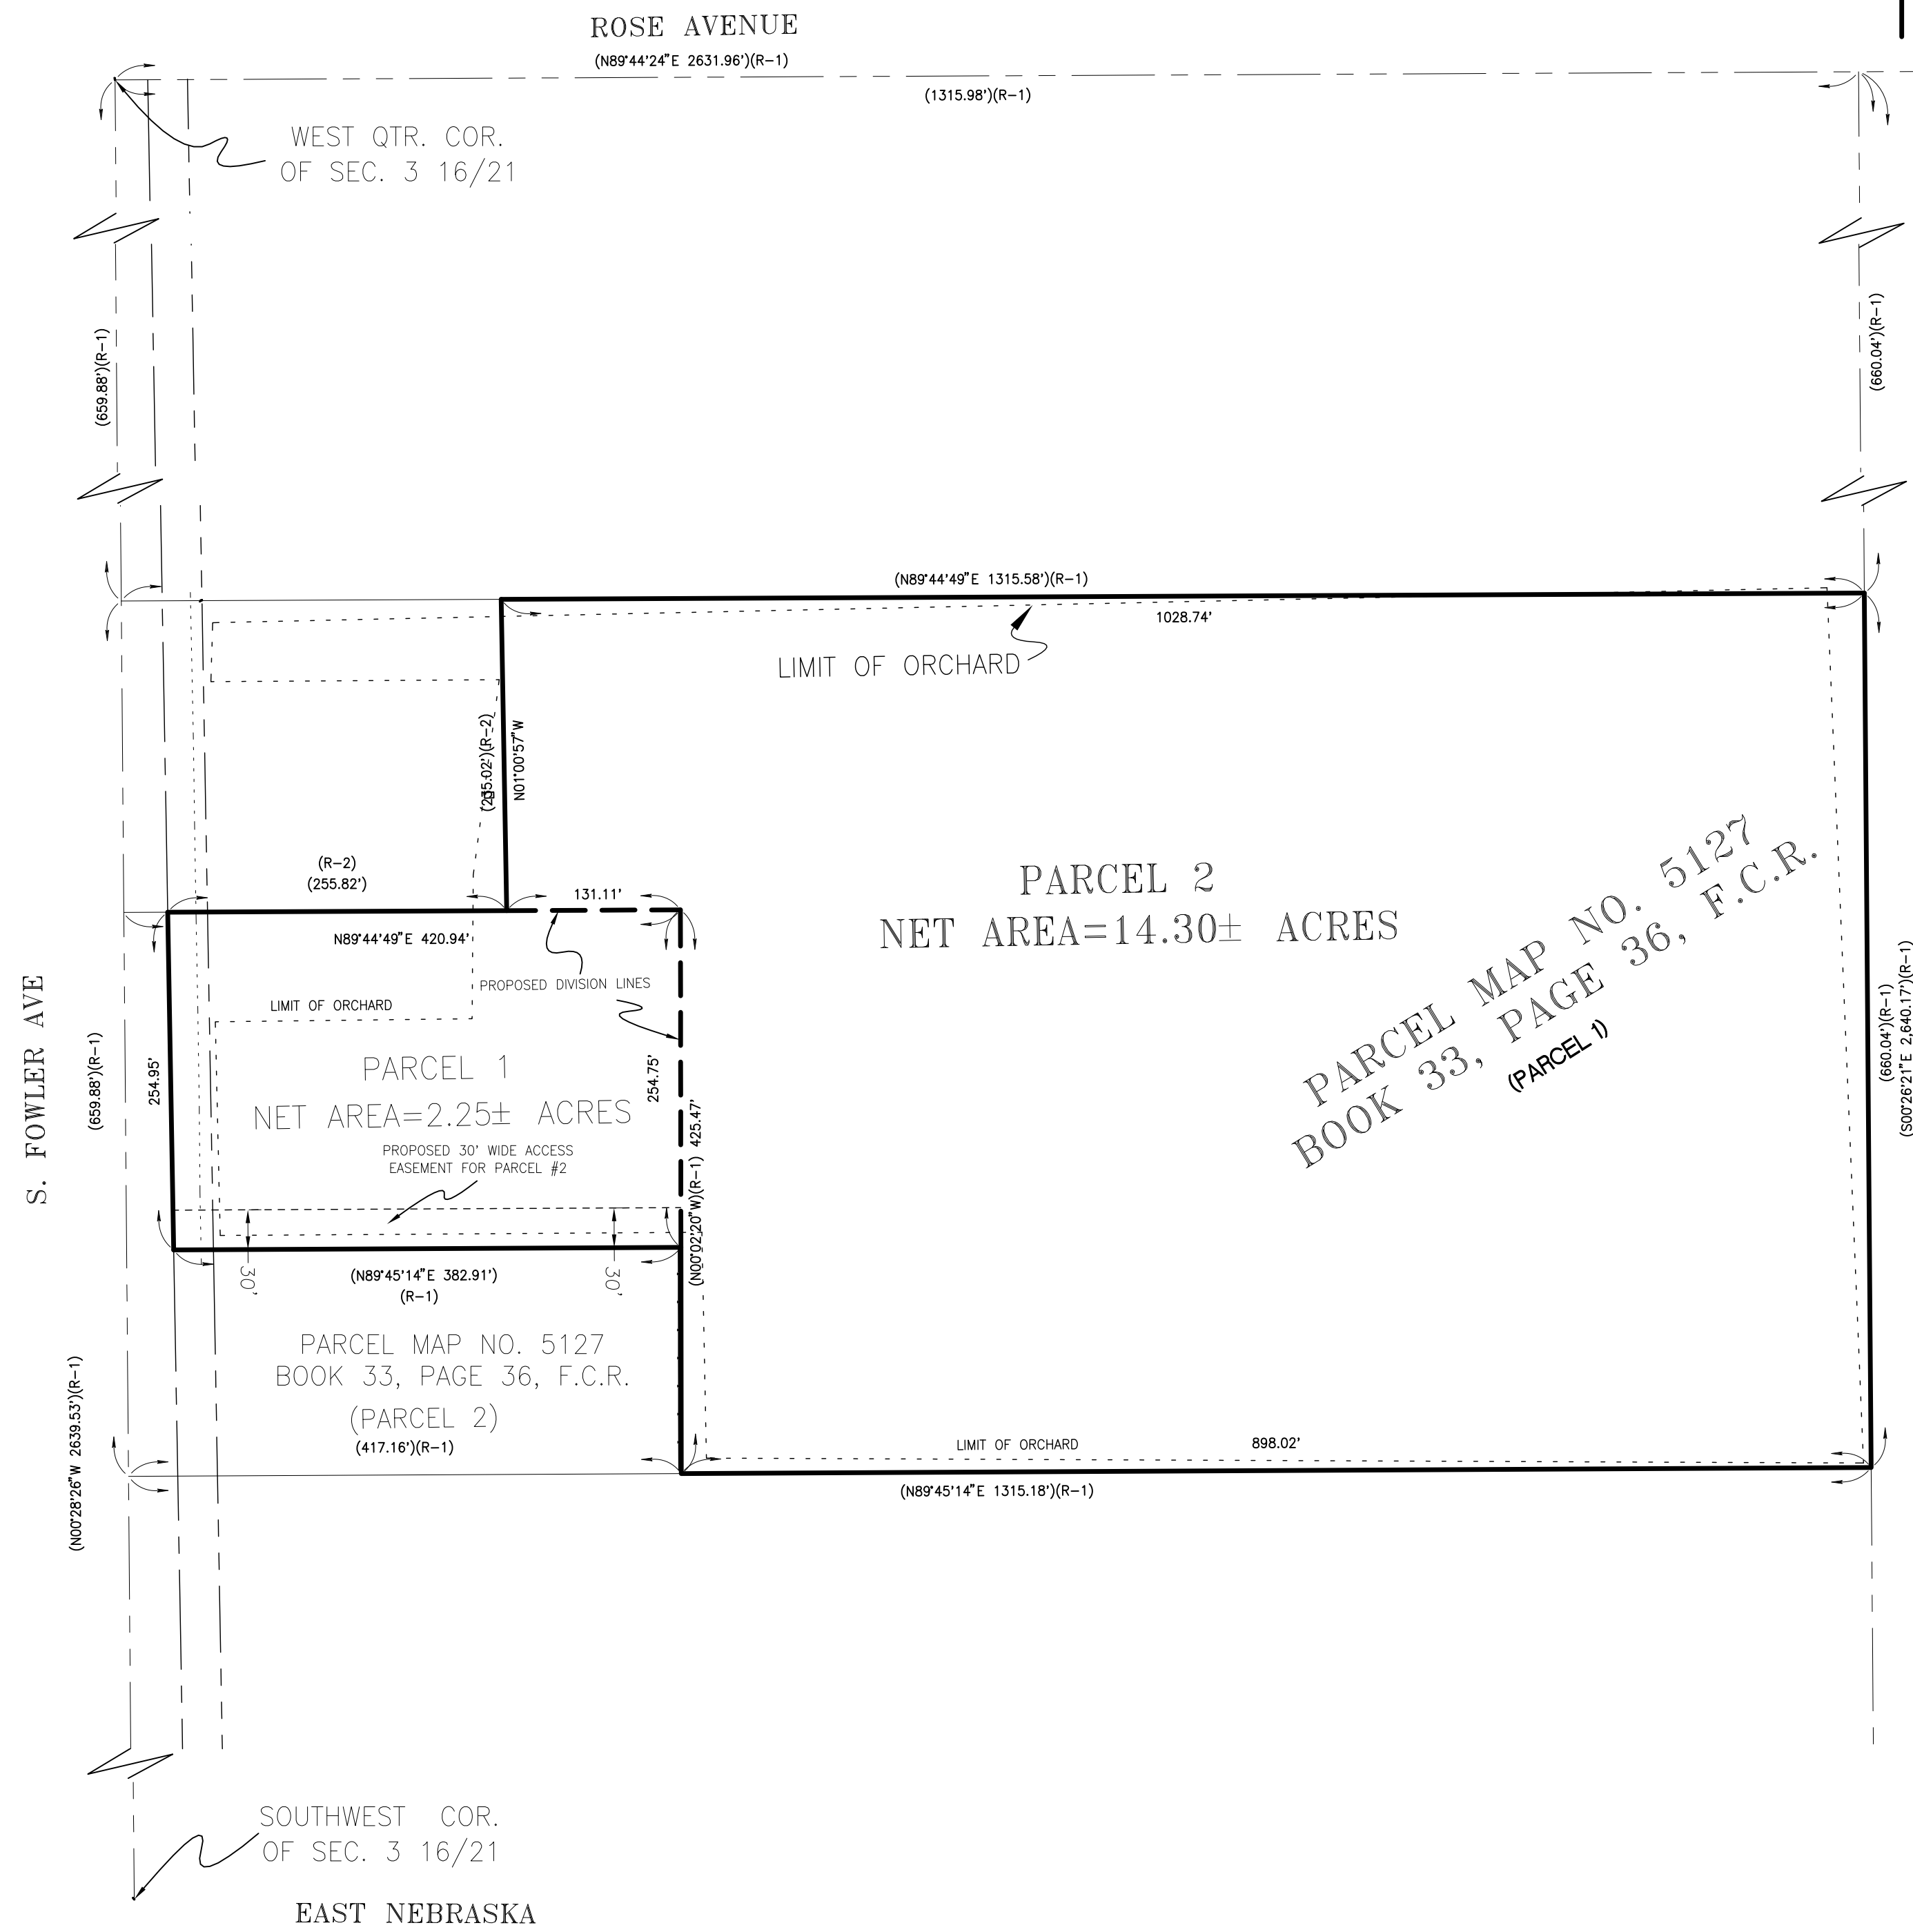 ROSE AVENUE
(N89°44'24"E 2631.96')(R-1)
(1315.98')(R-1)
WEST QTR. COR.
OF SEC. 3 16/21
(659.88')(R-1)
(660.04')(R-1)
(N89°44'49"E 1315.58')(R-1)
1028.74'
LIMIT OF ORCHARD
(R-2)
N01°00'57"W
(R-2)
(255.82')
131.11'
N89°44'49"E 420.94'
PROPOSED DIVISION LINES
LIMIT OF ORCHARD
PARCEL 2
NET AREA=14.30± ACRES
PARCEL MAP NO. 5127
BOOK 33, PAGE 36, F.C.R.
(PARCEL 1)
S. FOWLER AVE
(659.88')(R-1)
254.95'
PARCEL 1
NET AREA=2.25± ACRES
254.75'
PROPOSED 30' WIDE ACCESS
EASEMENT FOR PARCEL #2
(N00°02'20"W)(R-1) 425.47'
(660.04')(R-1)
(S00°26'21"E 2,640.17')(R-1)
30'
30'
(N89°45'14"E 382.91')
(R-1)
PARCEL MAP NO. 5127
BOOK 33, PAGE 36, F.C.R.
(PARCEL 2)
(417.16')(R-1)
LIMIT OF ORCHARD
898.02'
(N89°45'14"E 1315.18')(R-1)
(N00°28'26"W 2639.53')(R-1)
SOUTHWEST COR.
OF SEC. 3 16/21
EAST NEBRASKA